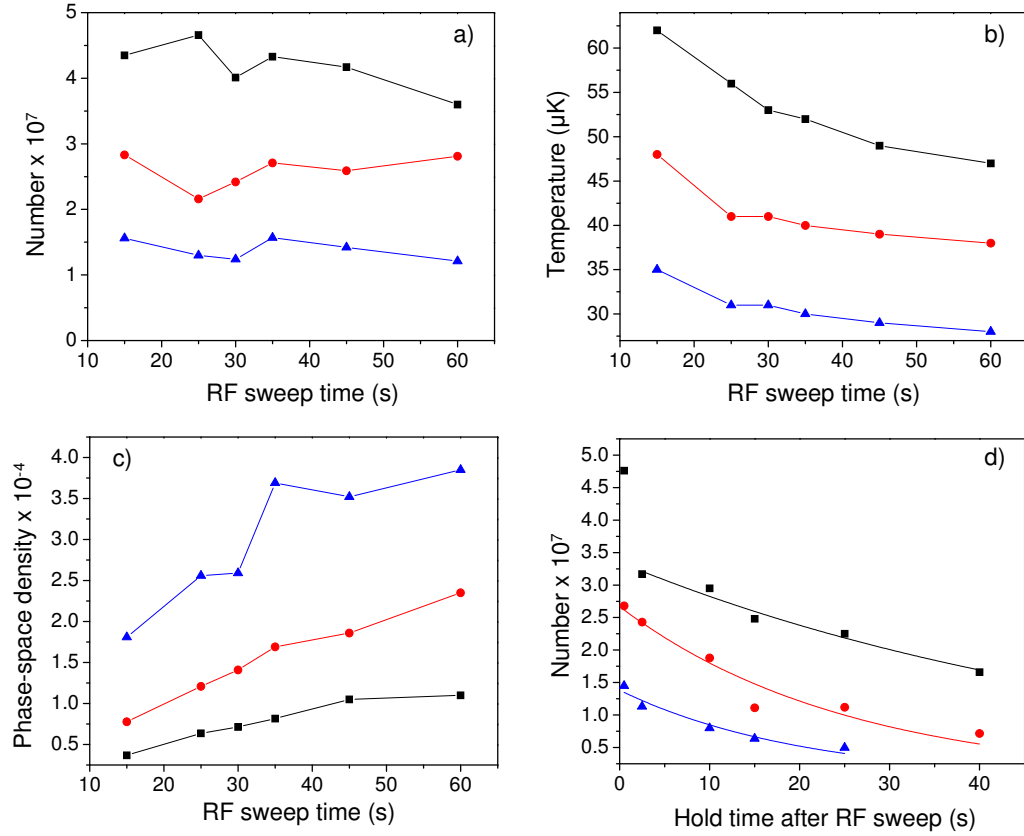 a)
Number x 10⁷
5
4
3
2
1
0
10 20 30 40 50 60
RF sweep time (s)
b)
Temperature (µK)
60
55
50
45
40
35
30
10 20 30 40 50 60
RF sweep time (s)
c)
Phase-space density x 10⁻⁴
4.0
3.5
3.0
2.5
2.0
1.5
1.0
0.5
10 20 30 40 50 60
RF sweep time (s)
d)
Number x 10⁷
5.0
4.5
4.0
3.5
3.0
2.5
2.0
1.5
1.0
0.5
0 10 20 30 40
Hold time after RF sweep (s)